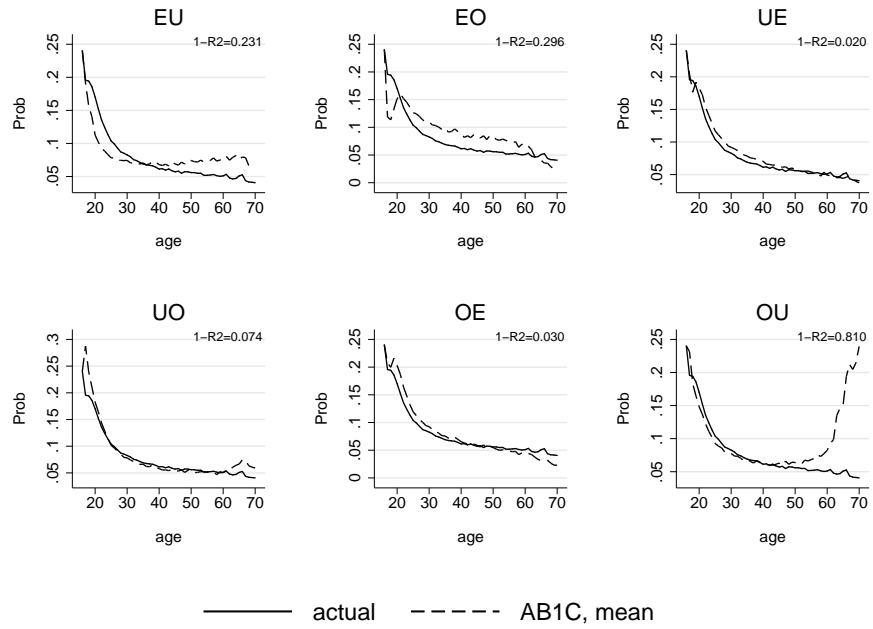 EU
1−R2=0.231
Prob
.25
.2
.15
.1
.05
20 30 40 50 60 70
age
EO
1−R2=0.296
Prob
.25
.2
.15
.1
.05
0
20 30 40 50 60 70
age
UE
1−R2=0.020
Prob
.25
.2
.15
.1
.05
20 30 40 50 60 70
age
UO
1−R2=0.074
Prob
.3
.25
.2
.15
.1
.05
20 30 40 50 60 70
age
OE
1−R2=0.030
Prob
.25
.2
.15
.1
.05
0
20 30 40 50 60 70
age
OU
1−R2=0.810
Prob
.25
.2
.15
.1
.05
20 30 40 50 60 70
age
actual AB1C, mean